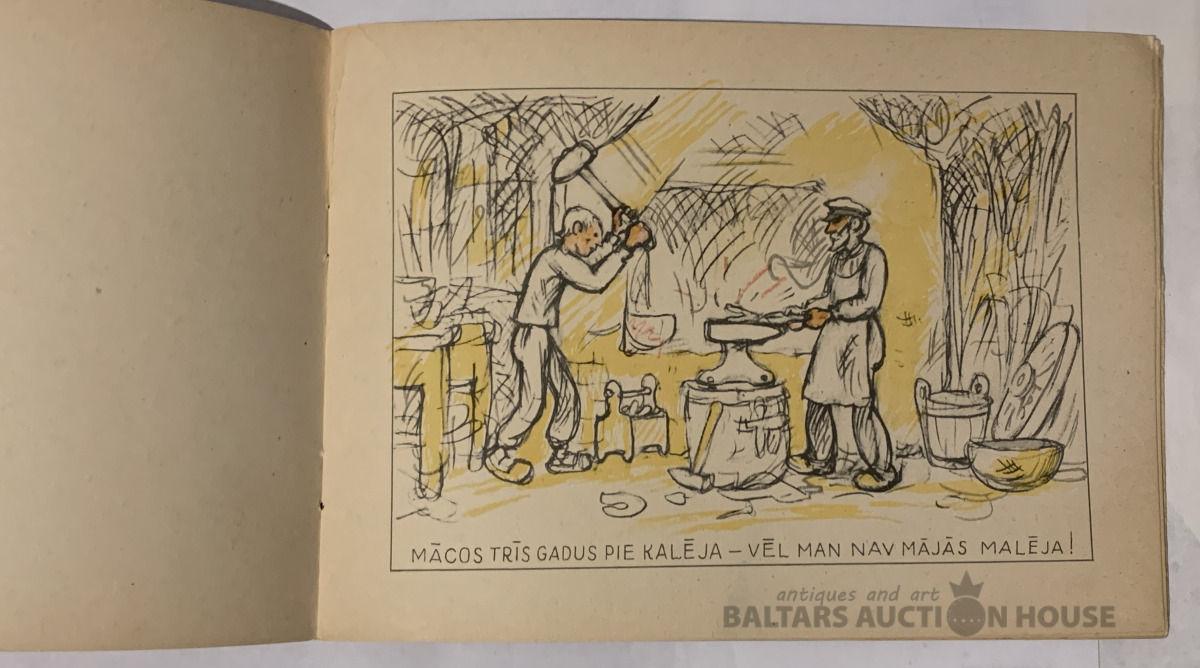 MĀCOS TRĪS GADUS PIE KALĒJA – VĒL MAN NAV MĀJĀS MALĒJA!
antiques and art
BALTARS AUCTION HOUSE